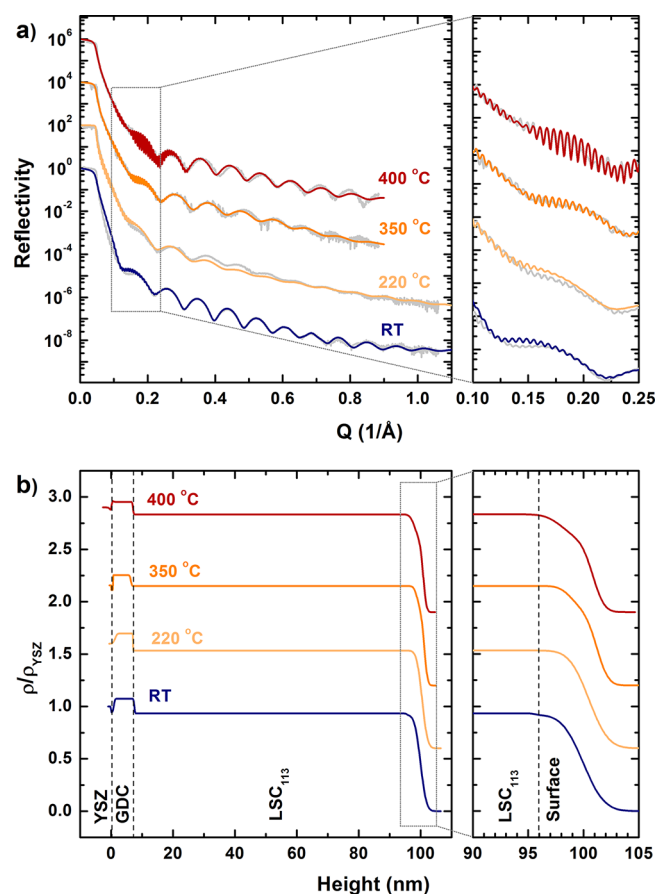 a)
10^6
10^4
10^2
10^0
10^-2
10^-4
10^-6
10^-8
Reflectivity
400 °C
350 °C
220 °C
RT
0.0 0.2 0.4 0.6 0.8 1.0
0.10 0.15 0.20 0.25
Q (1/Å)
b)
3.0
2.5
2.0
1.5
1.0
0.5
0.0
ρ/ρ_YSZ
400 °C
350 °C
220 °C
RT
YSZ
GDC
LSC₁₁₃
LSC₁₁₃
Surface
0 20 40 60 80 100
90 95 100 105
Height (nm)